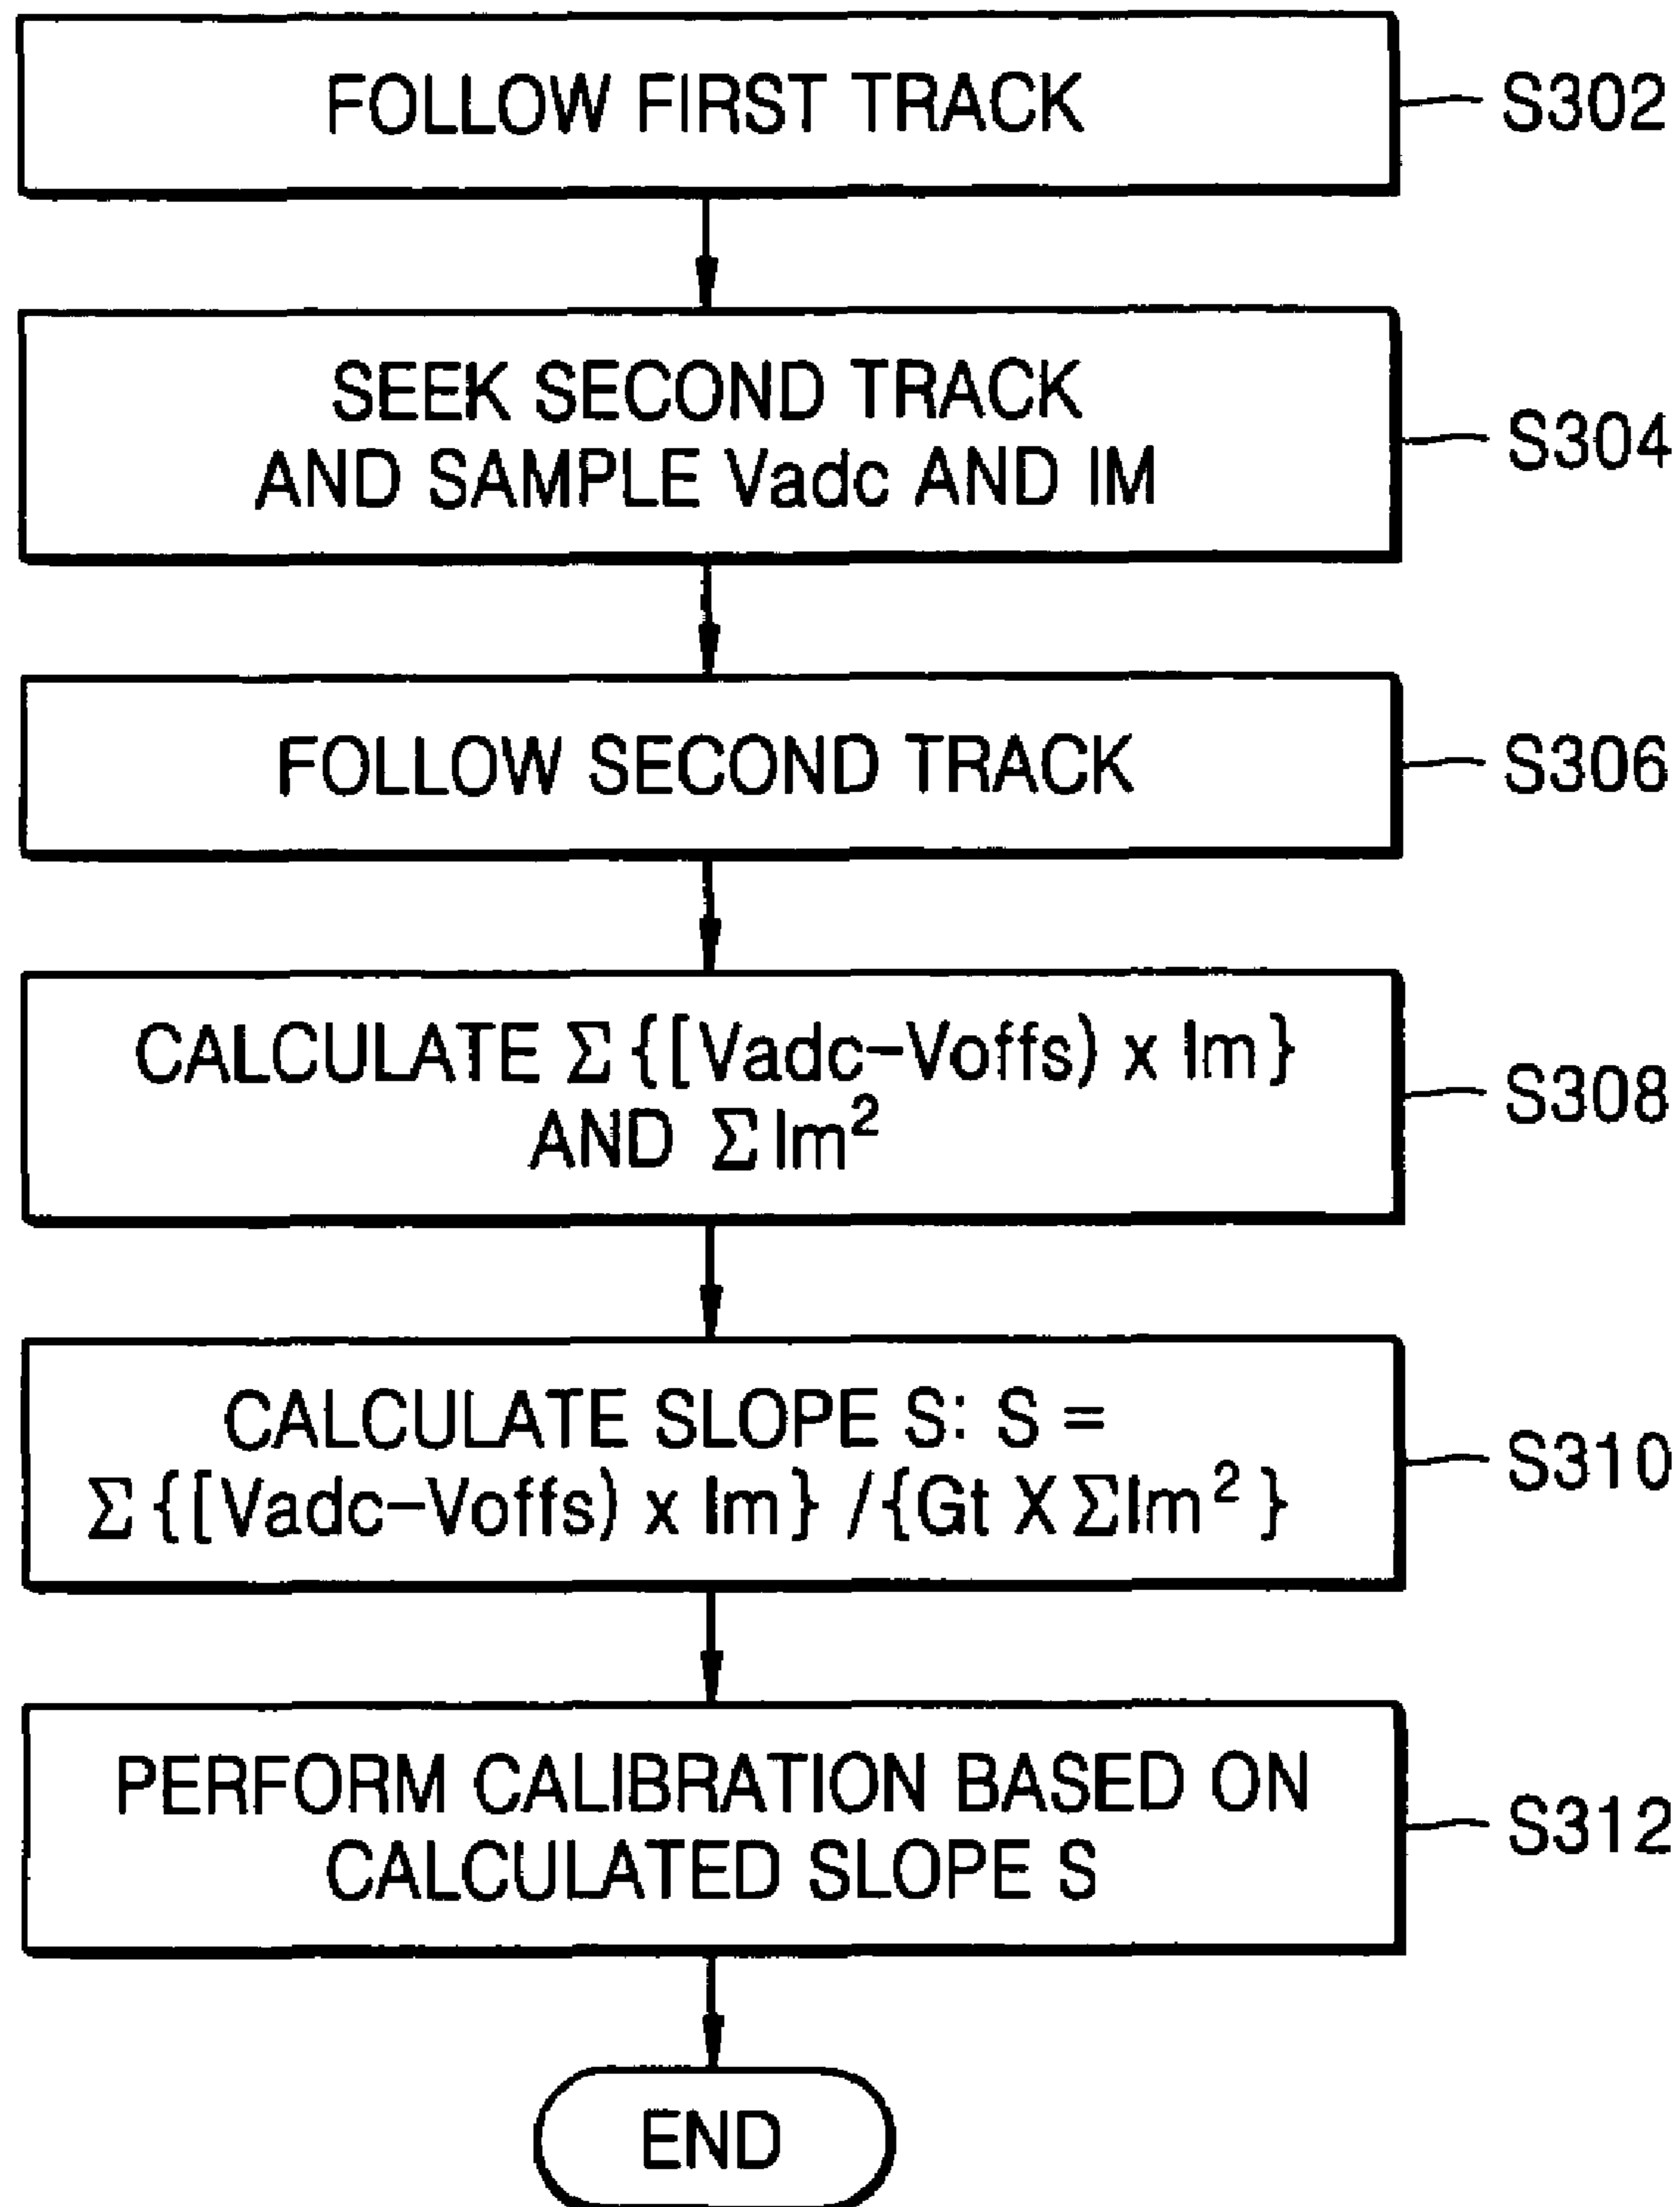 FOLLOW FIRST TRACK
S302
SEEK SECOND TRACK
AND SAMPLE Vadc AND IM
S304
FOLLOW SECOND TRACK
S306
CALCULATE Σ{[Vadc-Voffs) x Im}
AND ΣIm²
S308
CALCULATE SLOPE S: S =
Σ{[Vadc-Voffs) x Im} /{Gt X ΣIm² }
S310
PERFORM CALIBRATION BASED ON
CALCULATED SLOPE S
S312
END